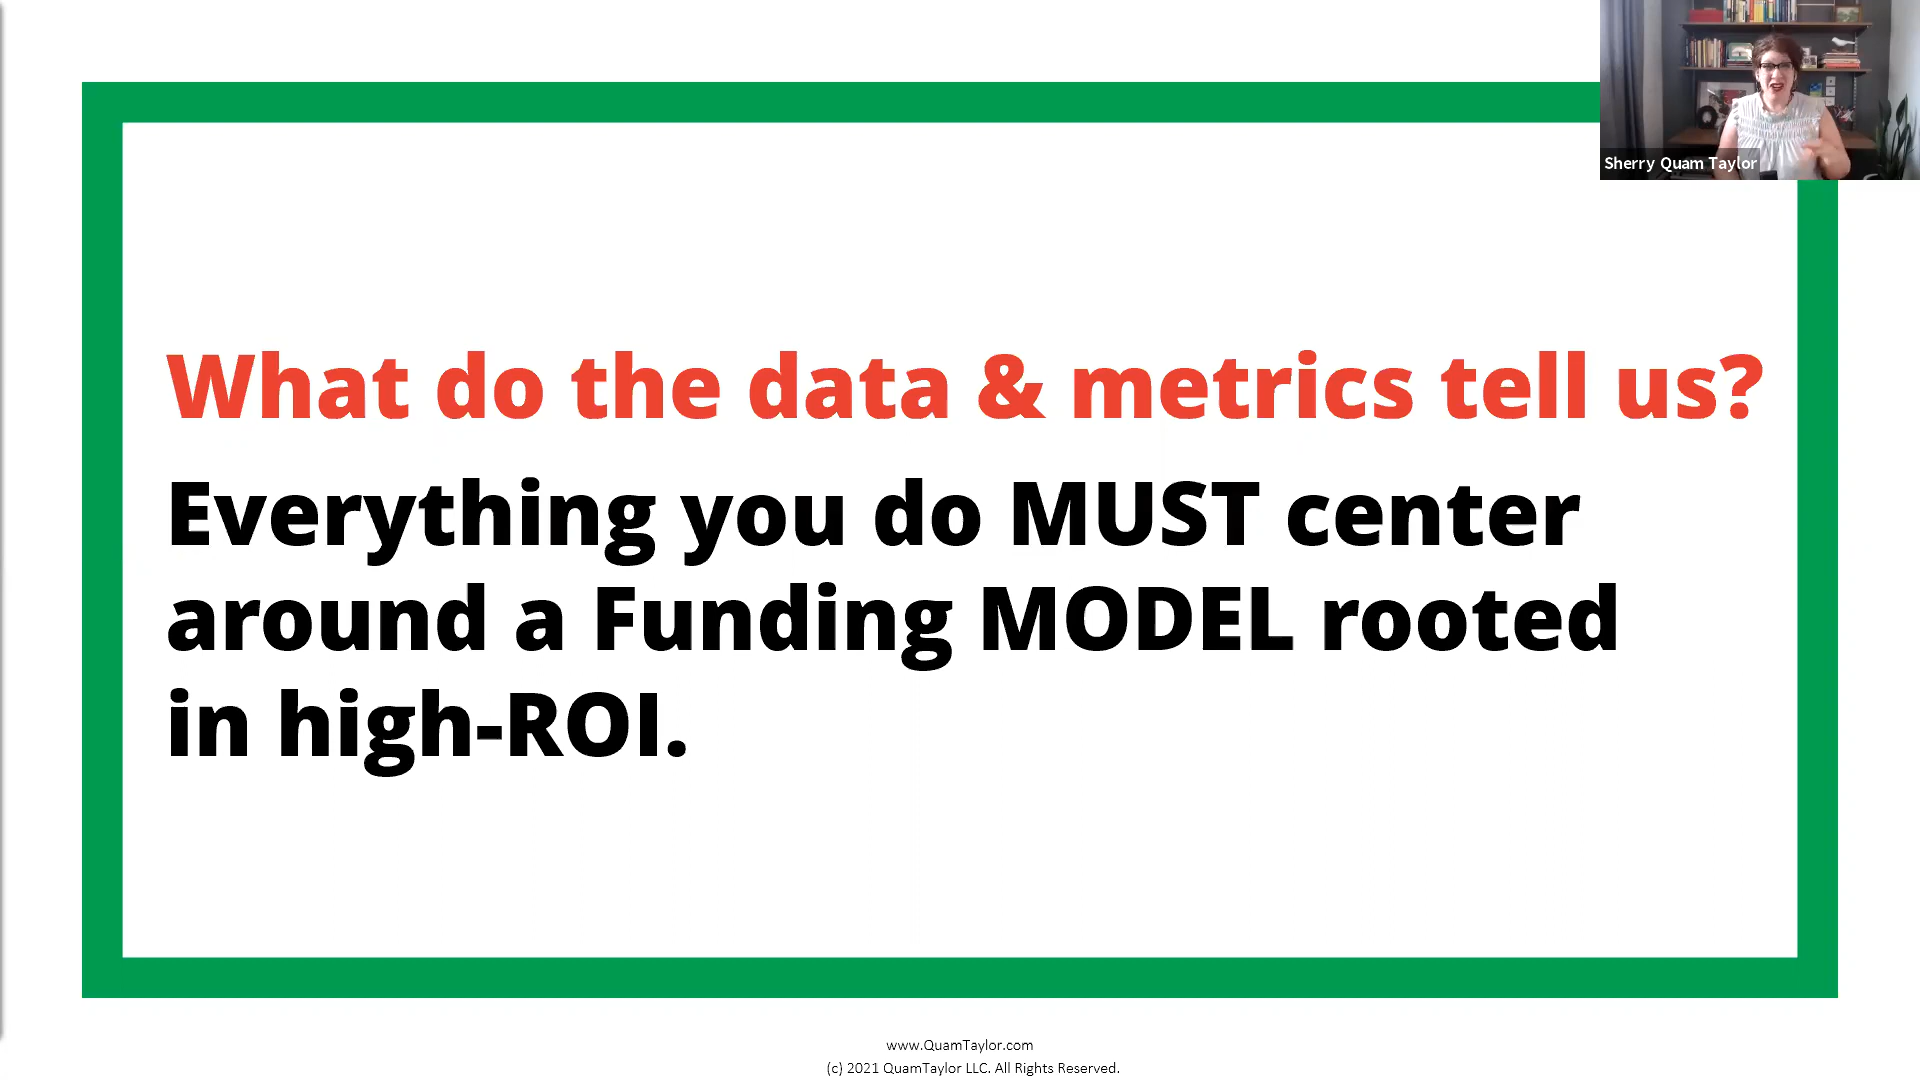 Sherry Quam Taylor
What do the data & metrics tell us?
Everything you do MUST center
around a Funding MODEL rooted
in high-ROI.
www.QuamTaylor.com
(c) 2021 QuamTaylor LLC. All Rights Reserved.